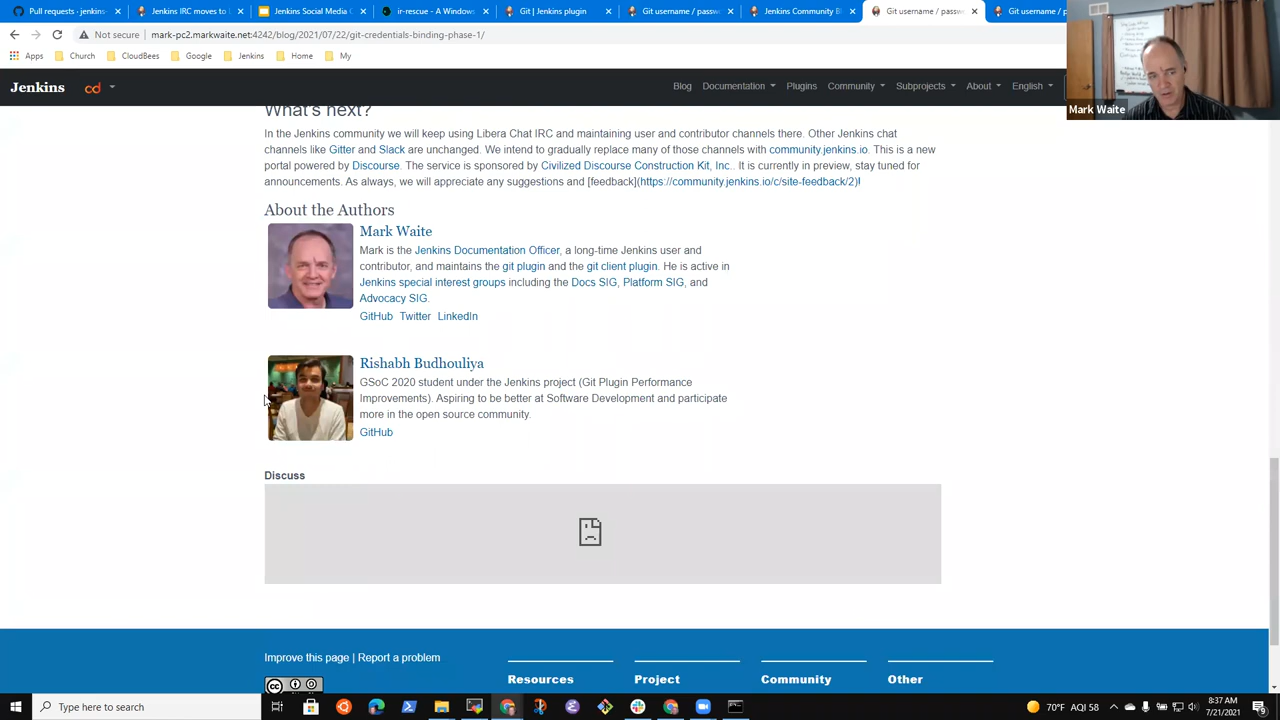 Pull requests · jenkins-
Jenkins IRC moves to L
Jenkins Social Media C
ir-rescue - A Windows
Git | Jenkins plugin
Git username / passw
Jenkins Community Bl
Git username / passw
Git username / passw
Not secure | mark-pc2.markwaite.net:4242/blog/2021/07/22/git-credentials-binging-phase-1/
Apps Church CloudBees Google Jenkins Home My
Jenkins cd Blog Documentation Plugins Community Subprojects About English
Mark Waite
What's next?
In the Jenkins community we will keep using Libera Chat IRC and maintaining user and contributor channels there. Other Jenkins chat
channels like Gitter and Slack are unchanged. We intend to gradually replace many of those channels with community.jenkins.io. This is a new
portal powered by Discourse. The service is sponsored by Civilized Discourse Construction Kit, Inc.. It is currently in preview, stay tuned for
announcements. As always, we will appreciate any suggestions and [feedback](https://community.jenkins.io/c/site-feedback/2)!
About the Authors
Mark Waite
Mark is the Jenkins Documentation Officer, a long-time Jenkins user and
contributor, and maintains the git plugin and the git client plugin. He is active in
Jenkins special interest groups including the Docs SIG, Platform SIG, and
Advocacy SIG.
GitHub Twitter LinkedIn
Rishabh Budhouliya
GSoC 2020 student under the Jenkins project (Git Plugin Performance
Improvements). Aspiring to be better at Software Development and participate
more in the open source community.
GitHub
Discuss
Improve this page | Report a problem
Resources Project Community Other
Type here to search
70°F AQI 58
8:37 AM
7/21/2021